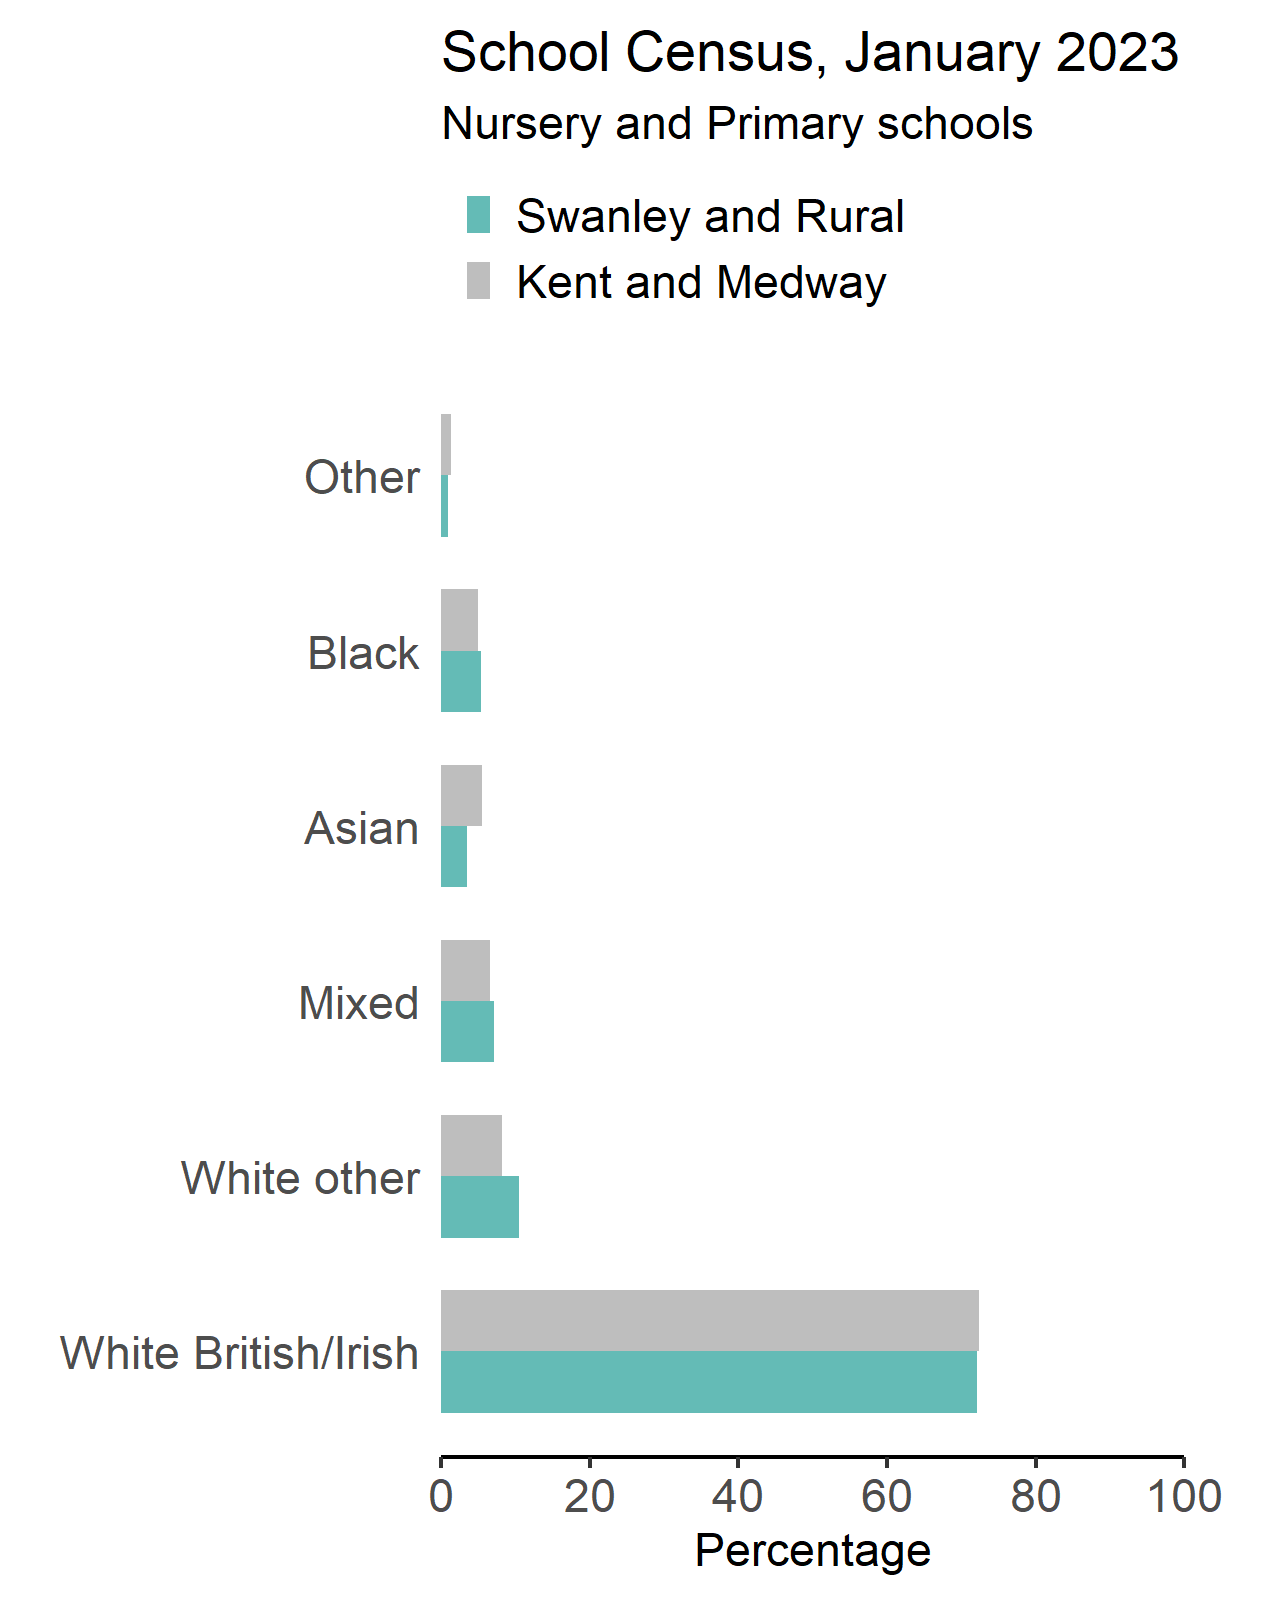 School Census, January 2023
Nursery and Primary schools
Swanley and Rural
Kent and Medway
Other
Black
Asian
Mixed
White other
White British/Irish
0 20 40 60 80 100
Percentage